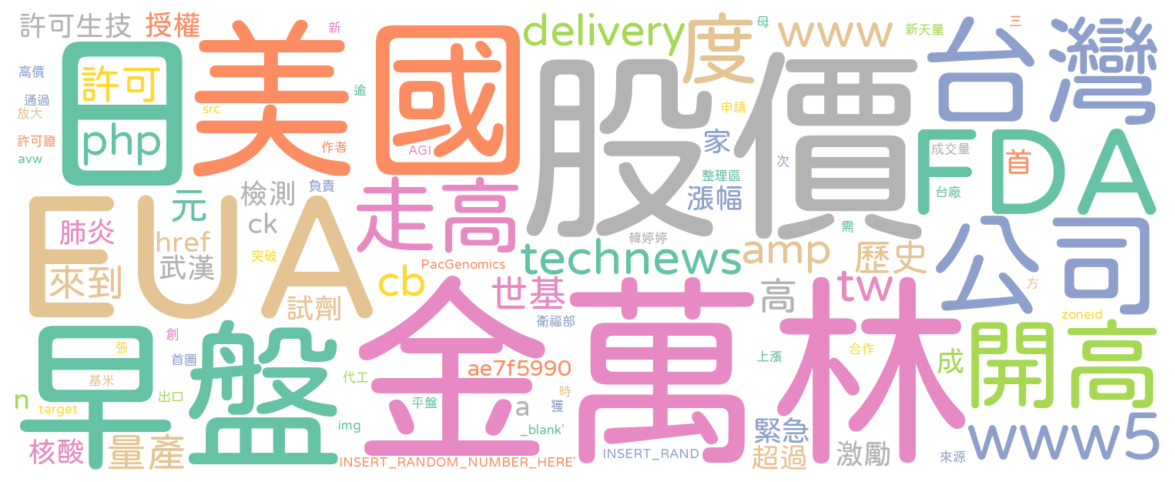 許可生技
授權
新
delivery
度
母
www
新天量
三
台灣
高價
日
許可
美
國
逾
股價
通過
放大
src
申請
許可證
php
作者
AGI
家
次
成交量
首
FDA
avw
檢測
負責
走高
整理區
漲幅
台廠
元
EUA
肺炎
ck
href
武漢
突破
來到
試劑
韓婷婷
需
technews
amp
歷史
公司
PacGenomics
cb
世基
高
tw
方
zoneid
衛福部
早盤
創
張
首圖
基米
金萬林
上漲
合作
成
開高
ae7f5990
代工
時
出口
平盤
a
獲
n
target
img
_blank'
緊急
www5
核酸
量產
INSERT_RANDOM_NUMBER_HERE'
INSERT_RAND
超過
激勵
來源